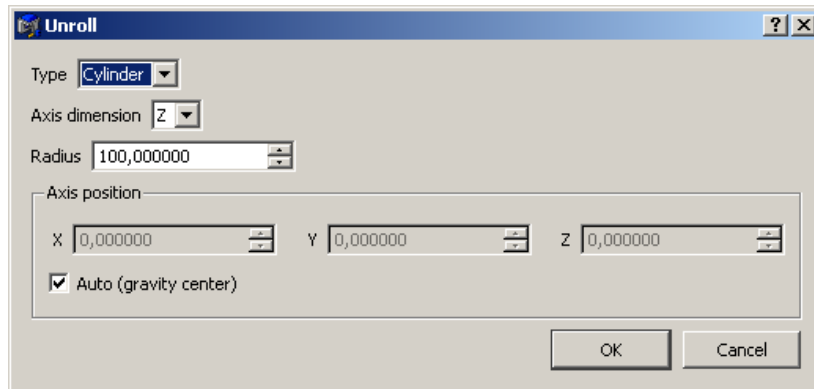 Unroll
Type Cylinder
Axis dimension Z
Radius 100,000000
Axis position
X 0,000000 Y 0,000000 Z 0,000000
Auto (gravity center)
OK Cancel